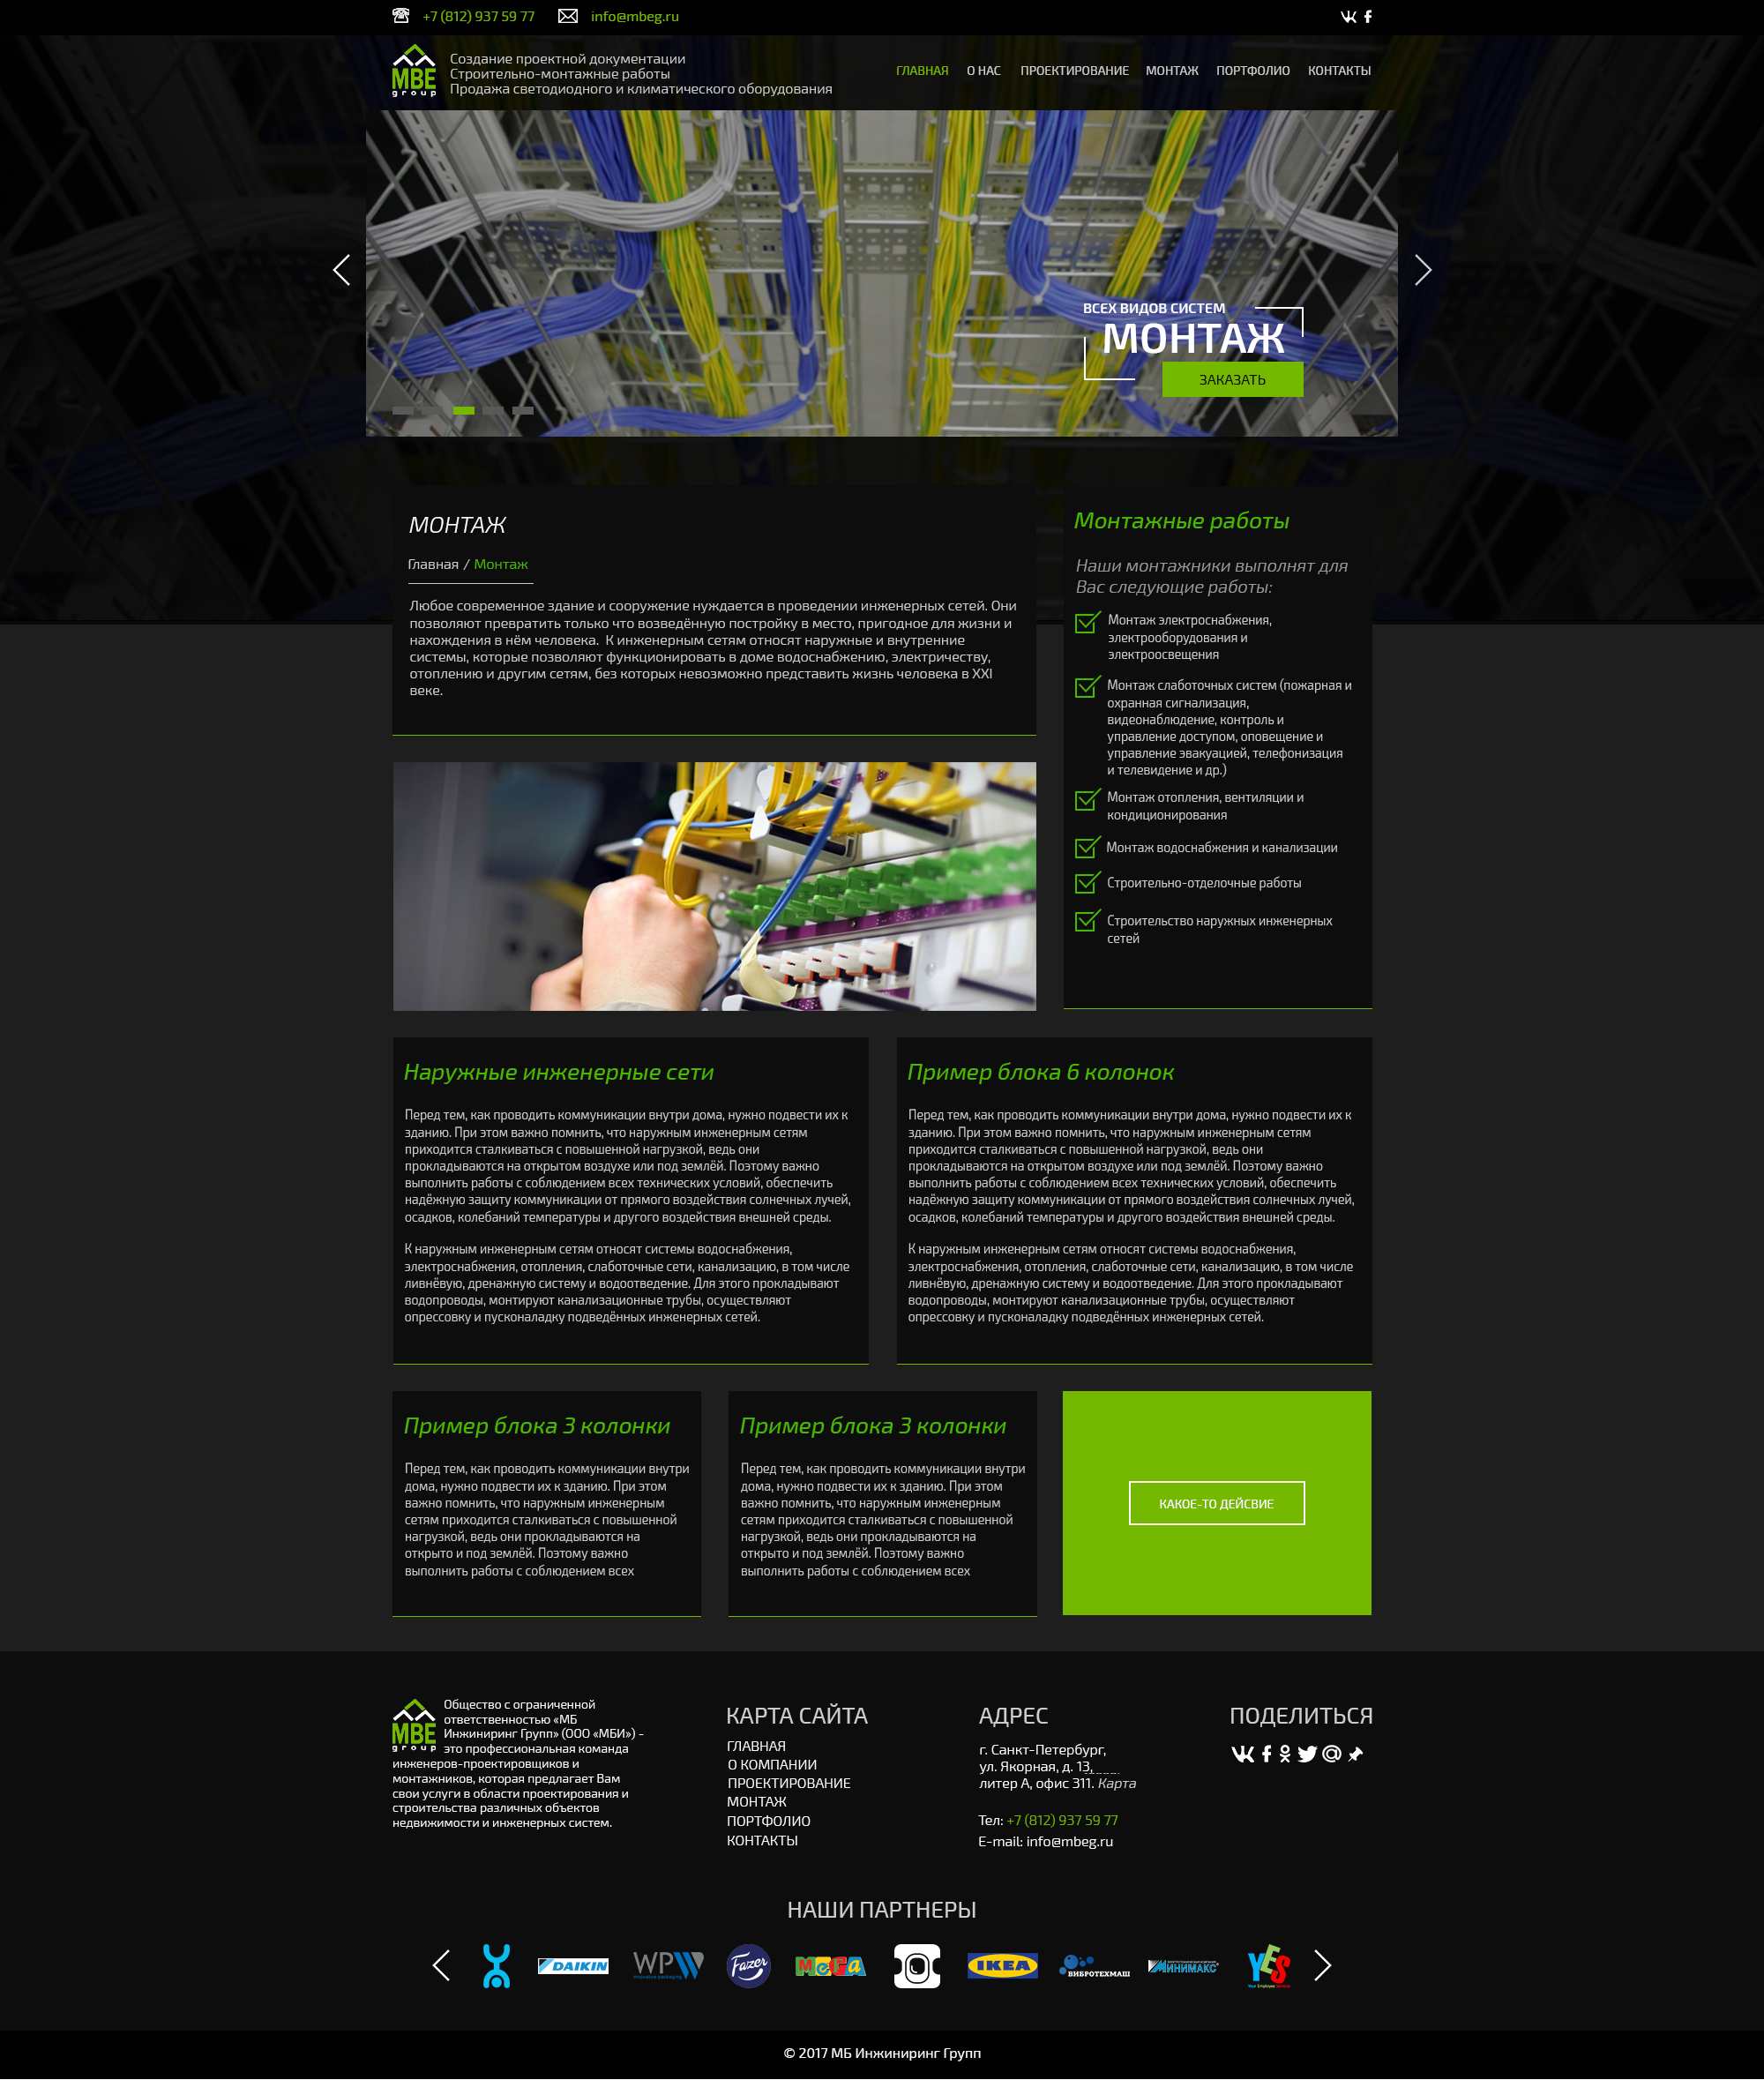 +7 (812) 937 59 77 info@mbeg.ru
MBE
group
Создание проектной документации
Строительно-монтажные работы
Продажа светодиодного и климатического оборудования
ГЛАВНАЯ О НАС ПРОЕКТИРОВАНИЕ МОНТАЖ ПОРТФОЛИО КОНТАКТЫ
ВСЕХ ВИДОВ СИСТЕМ
МОНТАЖ
ЗАКАЗАТЬ
МОНТАЖ
Главная / Монтаж
Любое современное здание и сооружение нуждается в проведении инженерных сетей. Они
позволяют превратить только что возведённую постройку в место, пригодное для жизни и
нахождения в нём человека. К инженерным сетям относят наружные и внутренние
системы, которые позволяют функционировать в доме водоснабжению, электричеству,
отоплению и другим сетям, без которых невозможно представить жизнь человека в XXI
веке.
Монтажные работы
Наши монтажники выполнят для
Вас следующие работы:
Монтаж электроснабжения,
электрооборудования и
электроосвещения
Монтаж слаботочных систем (пожарная и
охранная сигнализация,
видеонаблюдение, контроль и
управление доступом, оповещение и
управление эвакуацией, телефонизация
и телевидение и др.)
Монтаж отопления, вентиляции и
кондиционирования
Монтаж водоснабжения и канализации
Строительно-отделочные работы
Строительство наружных инженерных
сетей
Наружные инженерные сети
Перед тем, как проводить коммуникации внутри дома, нужно подвести их к
зданию. При этом важно помнить, что наружным инженерным сетям
приходится сталкиваться с повышенной нагрузкой, ведь они
прокладываются на открытом воздухе или под землёй. Поэтому важно
выполнить работы с соблюдением всех технических условий, обеспечить
надёжную защиту коммуникации от прямого воздействия солнечных лучей,
осадков, колебаний температуры и другого воздействия внешней среды.
К наружным инженерным сетям относят системы водоснабжения,
электроснабжения, отопления, слаботочные сети, канализацию, в том числе
ливнёвую, дренажную систему и водоотведение. Для этого прокладывают
водопроводы, монтируют канализационные трубы, осуществляют
опрессовку и пусконаладку подведённых инженерных сетей.
Пример блока 6 колонок
Перед тем, как проводить коммуникации внутри дома, нужно подвести их к
зданию. При этом важно помнить, что наружным инженерным сетям
приходится сталкиваться с повышенной нагрузкой, ведь они
прокладываются на открытом воздухе или под землёй. Поэтому важно
выполнить работы с соблюдением всех технических условий, обеспечить
надёжную защиту коммуникации от прямого воздействия солнечных лучей,
осадков, колебаний температуры и другого воздействия внешней среды.
К наружным инженерным сетям относят системы водоснабжения,
электроснабжения, отопления, слаботочные сети, канализацию, в том числе
ливнёвую, дренажную систему и водоотведение. Для этого прокладывают
водопроводы, монтируют канализационные трубы, осуществляют
опрессовку и пусконаладку подведённых инженерных сетей.
Пример блока 3 колонки
Перед тем, как проводить коммуникации внутри
дома, нужно подвести их к зданию. При этом
важно помнить, что наружным инженерным
сетям приходится сталкиваться с повышенной
нагрузкой, ведь они прокладываются на
открыто и под землёй. Поэтому важно
выполнить работы с соблюдением всех
Пример блока 3 колонки
Перед тем, как проводить коммуникации внутри
дома, нужно подвести их к зданию. При этом
важно помнить, что наружным инженерным
сетям приходится сталкиваться с повышенной
нагрузкой, ведь они прокладываются на
открыто и под землёй. Поэтому важно
выполнить работы с соблюдением всех
КАКОЕ-ТО ДЕЙСВИЕ
MBE
group
Общество с ограниченной
ответственностью «МБ
Инжиниринг Групп» (ООО «МБИ») -
это профессиональная команда
инженеров-проектировщиков и
монтажников, которая предлагает Вам
свои услуги в области проектирования и
строительства различных объектов
недвижимости и инженерных систем.
КАРТА САЙТА
ГЛАВНАЯ
О КОМПАНИИ
ПРОЕКТИРОВАНИЕ
МОНТАЖ
ПОРТФОЛИО
КОНТАКТЫ
АДРЕС
г. Санкт-Петербург,
ул. Якорная, д. 13,
литер А, офис 311. Карта
Тел: +7 (812) 937 59 77
E-mail: info@mbeg.ru
ПОДЕЛИТЬСЯ
НАШИ ПАРТНЕРЫ
DAIKIN
WP
innovative packaging
Fazer
МЕГА
IKEA
ВИБРОТЕХМАШ
МИНИМАКС
YES
© 2017 МБ Инжиниринг Групп